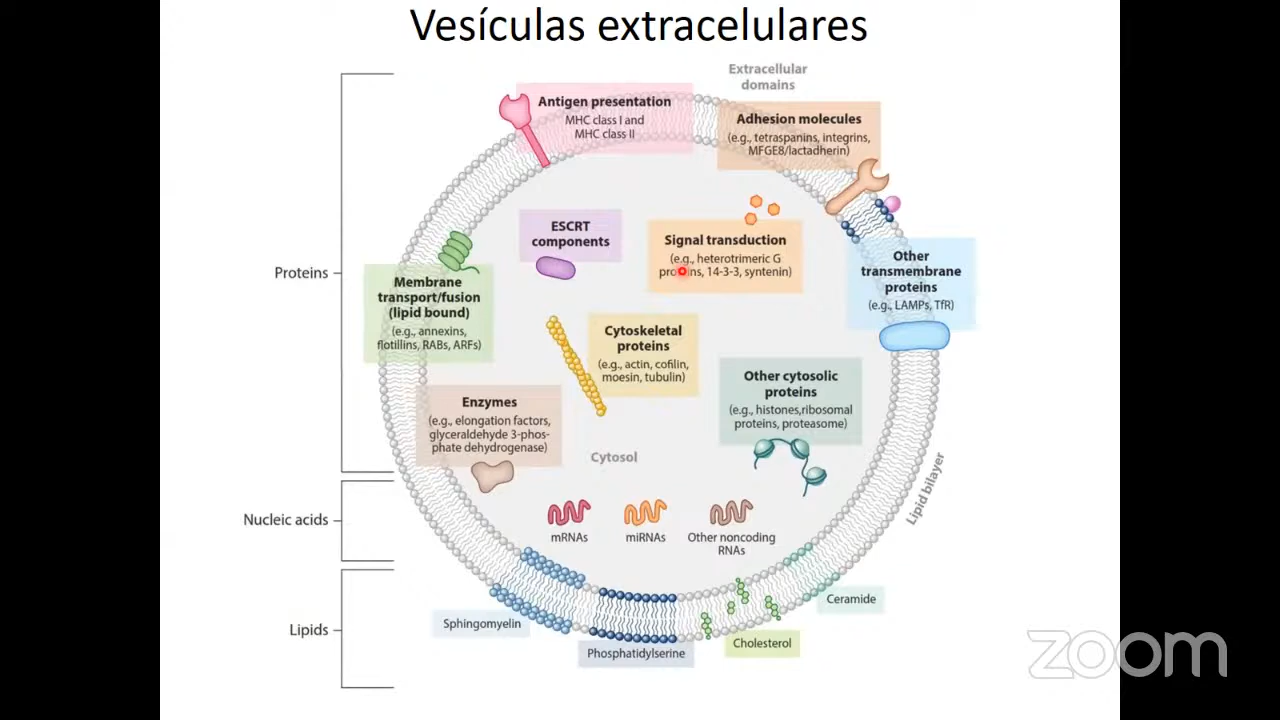 Vesículas extracelulares
Extracellular
domains
Antigen presentation
MHC class I and
MHC class II
Adhesion molecules
(e.g., tetraspanins, integrins,
MFGE8/lactadherin)
ESCRT
components
Signal transduction
(e.g., heterotrimeric G
proteins, 14-3-3, syntenin)
Other
transmembrane
proteins
(e.g., LAMPs, TfR)
Proteins
Membrane
transport/fusion
(lipid bound)
(e.g., annexins,
flotillins, RABs, ARFs)
Cytoskeletal
proteins
(e.g., actin, cofilin,
moesin, tubulin)
Other cytosolic
proteins
(e.g., histones,ribosomal
proteins, proteasome)
Enzymes
(e.g., elongation factors,
glyceraldehyde 3-phos-
phate dehydrogenase)
Cytosol
Lipid bilayer
Nucleic acids
mRNAs
miRNAs
Other noncoding
RNAs
Lipids
Sphingomyelin
Phosphatidylserine
Cholesterol
Ceramide
zoom